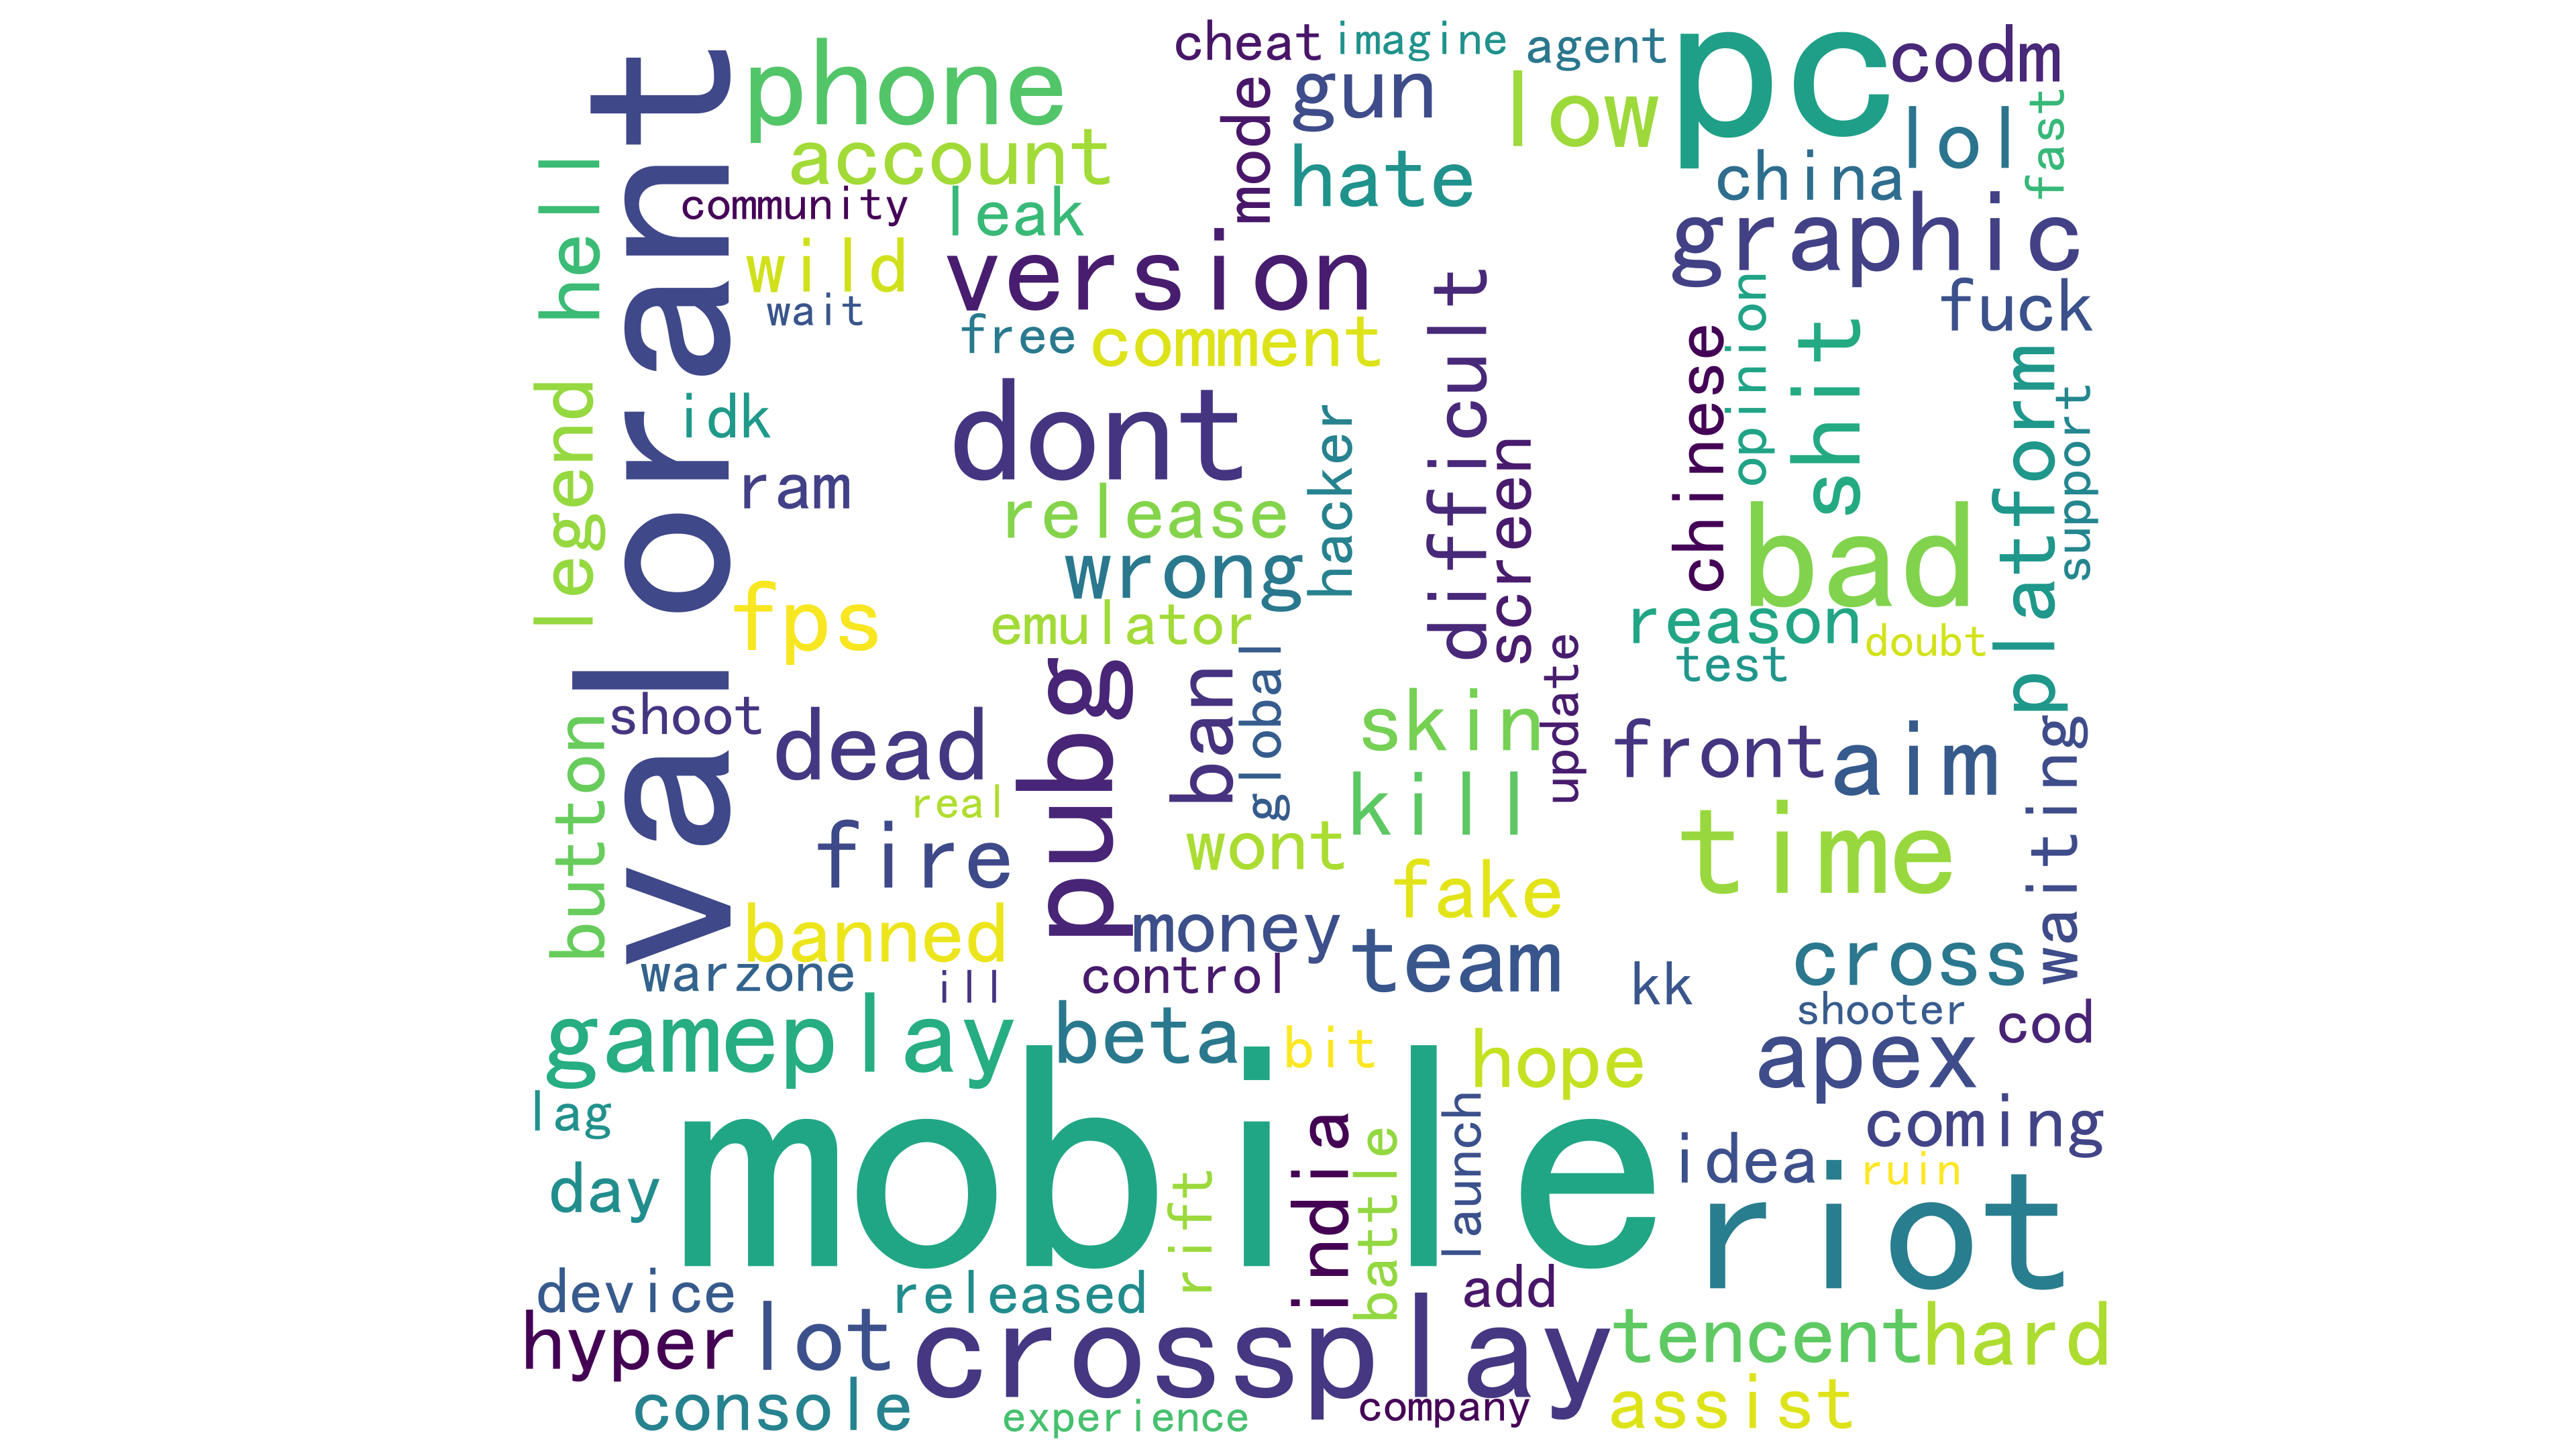 cheat
imagine
agent
pc
codm
phone
mode
gun
low
lol
fast
account
hate
china
valorant
hell
community
leak
graphic
wild
version
wait
free
comment
difficult
opinion
fuck
chinese
shit
platform
support
legend
idk
dont
hacker
screen
ram
release
bad
wrong
fps
emulator
reason
doubt
test
global
update
pubg
ban
shoot
dead
skin
front
aim
waiting
button
real
kill
fire
wont
time
fake
banned
money
team
cross
warzone
ill
control
kk
shooter
cod
gameplay
beta
bit
hope
apex
lag
mobile
launch
coming
india
battle
idea
ruin
day
rift
riot
device
released
add
hyper
lot
crossplay
tencent
hard
console
experience
company
assist